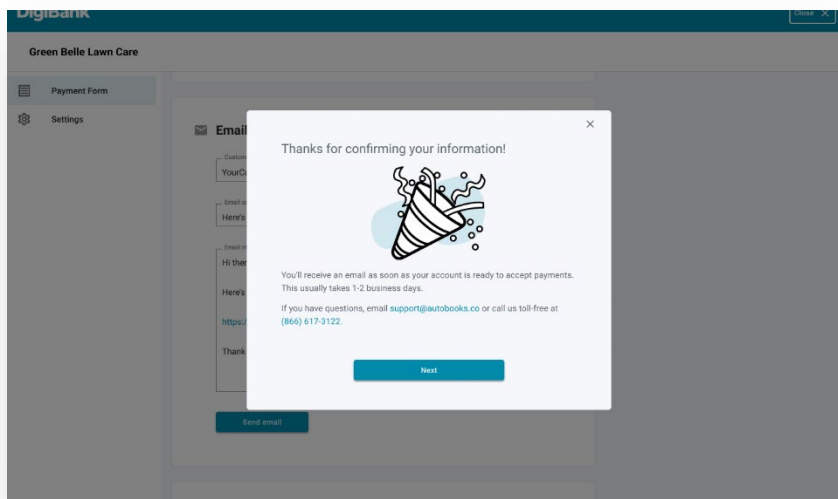 DigiBank
Close X
Green Belle Lawn Care
Payment Form
Settings
Email
Thanks for confirming your information!
YourCu
Here's
Hi ther
You'll receive an email as soon as your account is ready to accept payments.
This usually takes 1-2 business days.
Here's
If you have questions, email support@autobooks.co or call us toll-free at
(866) 617-3122.
https:/
Thank
Next
Send email